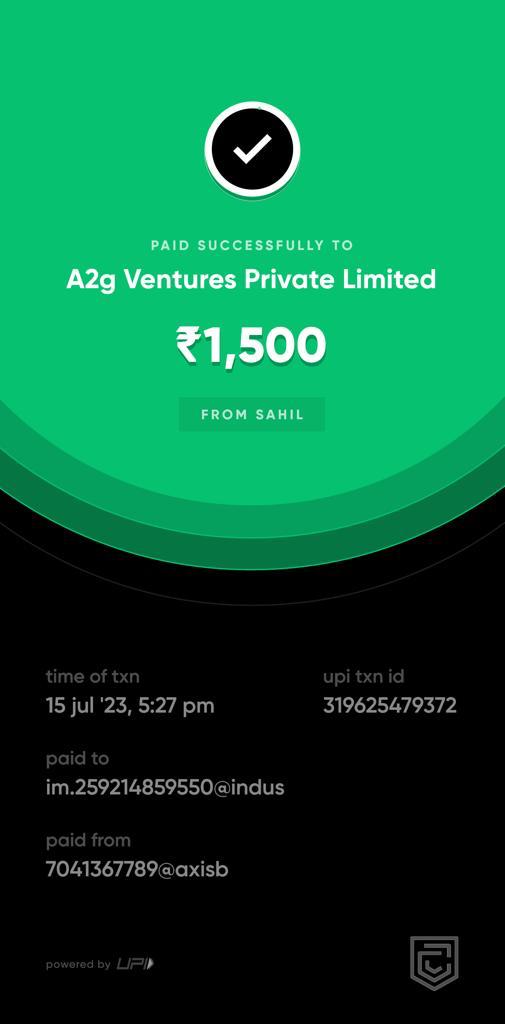 PAID SUCCESSFULLY TO
A2g Ventures Private Limited
₹1,500
FROM SAHIL
time of txn
15 jul '23, 5:27 pm
upi txn id
319625479372
paid to
im.259214859550@indus
paid from
7041367789@axisb
powered by UPI